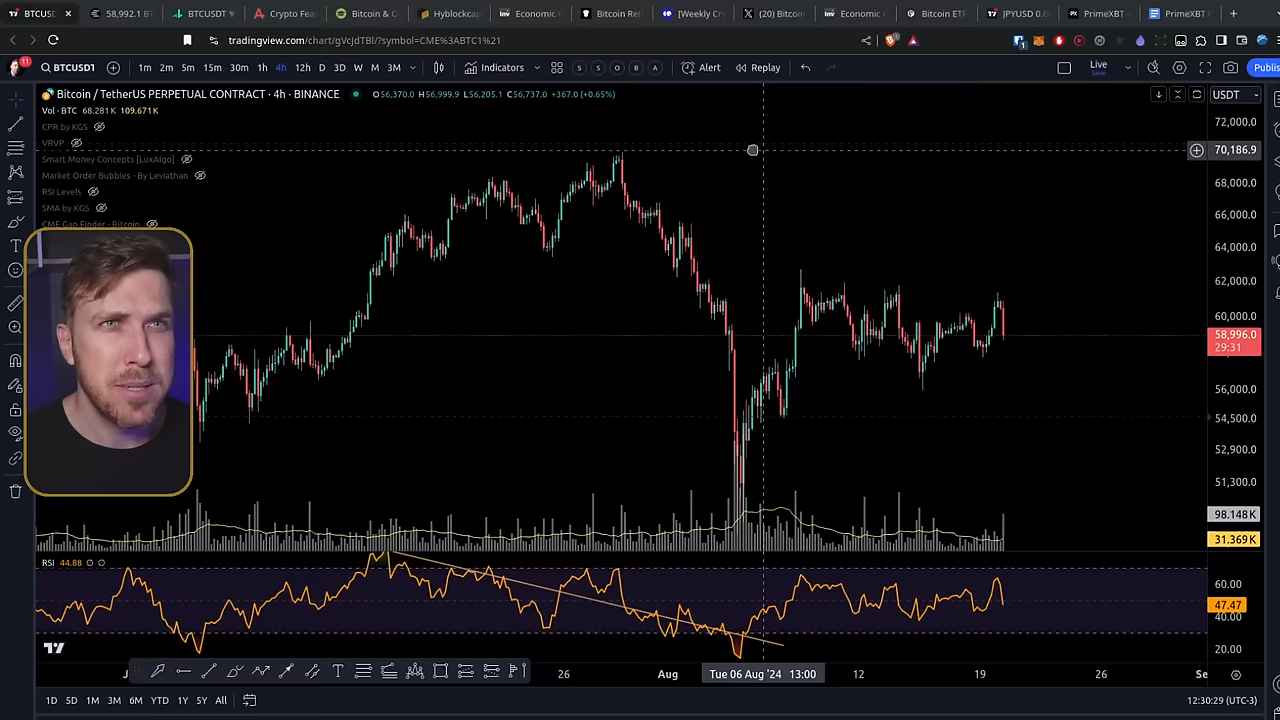 BTCUSD
58,992.1 B
BTCUSDT
Crypto Fea
Bitcoin & C
Hyblockcap
Economic C
Bitcoin Ret
[Weekly Cr
(20) Bitcoin
Economic C
Bitcoin ETF
JPYUSD 0.0
PrimeXBT -
PrimeXBT C
tradingview.com/chart/gVcJdTBl/?symbol=CME%3ABTC1%21
11
BTCUSD1
1m 2m 5m 15m 30m 1h 4h 12h D 3D W M 3M
Indicators
S S O B A
Alert
Replay
Live
Save
Publis
Bitcoin / TetherUS PERPETUAL CONTRACT · 4h · BINANCE
O56,370.0 H56,999.9 L56,205.1 C56,737.0 +367.0 (+0.65%)
USDT
Vol · BTC 68.281K 109.671K
CPR by KGS
VRVP
Smart Money Concepts [LuxAlgo]
Market Order Bubbles - By Leviathan
RSI Levels
SMA by KGS
CME Gap Finder - Bitcoin
72,000.0
70,186.9
68,000.0
66,000.0
64,000.0
62,000.0
60,000.0
58,996.0
29:31
56,000.0
54,500.0
52,900.0
51,300.0
98.148K
31.369K
RSI 44.88
60.00
47.47
40.00
20.00
26
Aug
Tue 06 Aug '24 13:00
12
19
26
Se
1D 5D 1M 3M 6M YTD 1Y 5Y All
12:30:29 (UTC-3)